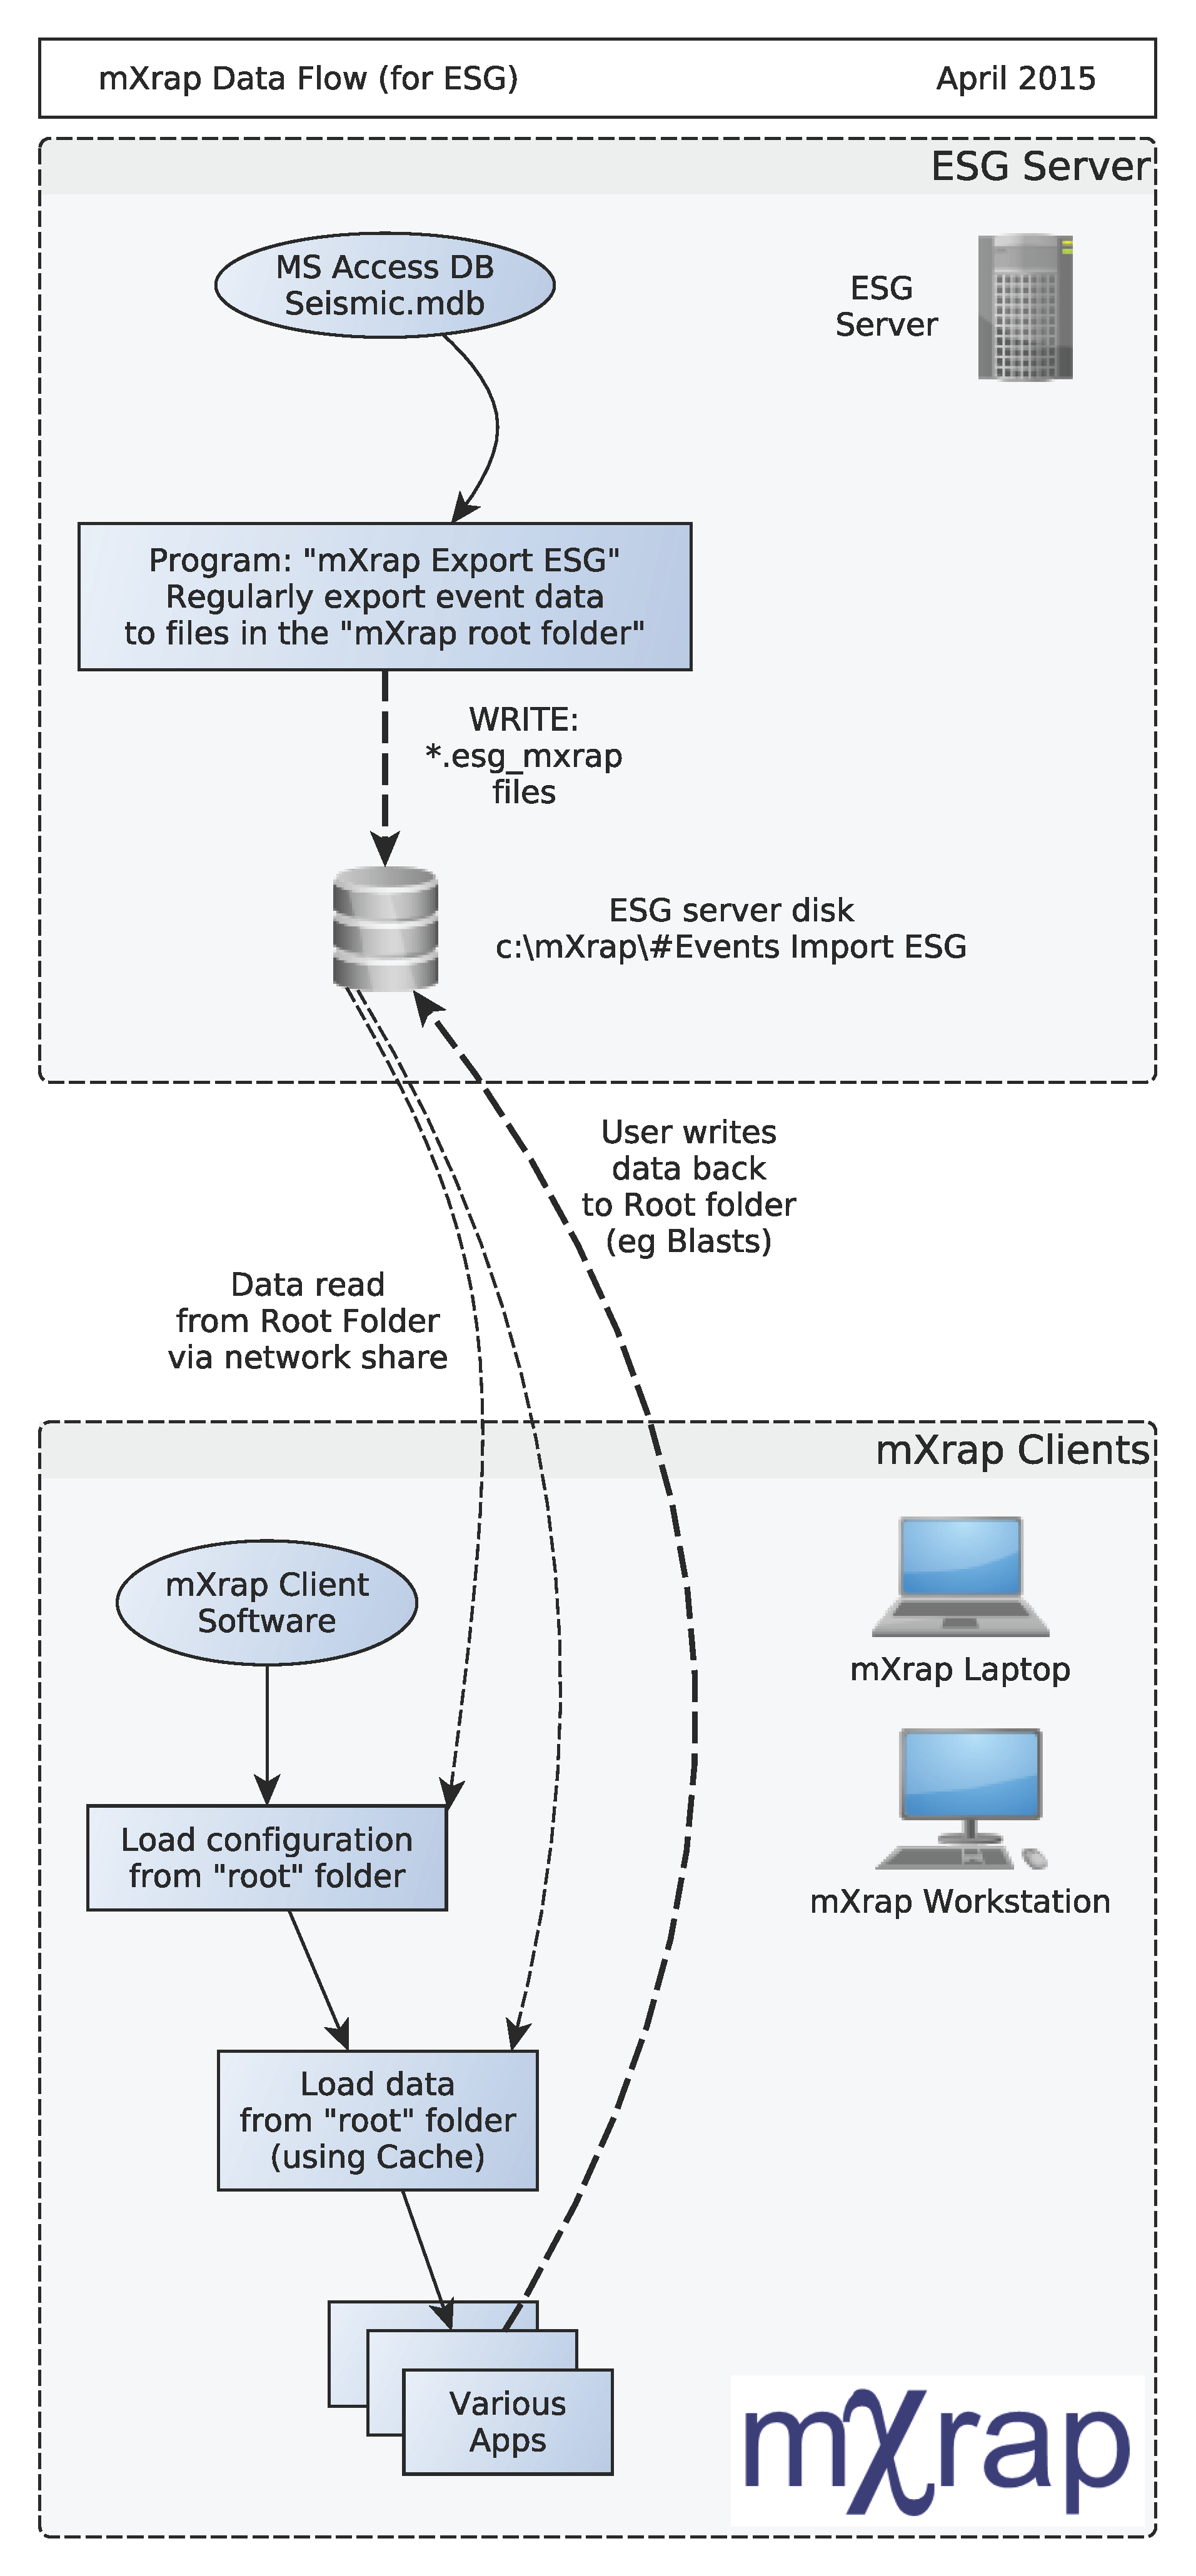 mXrap Data Flow (for ESG) April 2015
ESG Server
MS Access DB
Seismic.mdb
ESG
Server
Program: "mXrap Export ESG"
Regularly export event data
to files in the "mXrap root folder"
WRITE:
*.esg_mxrap
files
ESG server disk
c:\mXrap\#Events Import ESG
User writes
data back
to Root folder
(eg Blasts)
Data read
from Root Folder
via network share
mXrap Clients
mXrap Client
Software
mXrap Laptop
mXrap Workstation
Load configuration
from "root" folder
Load data
from "root" folder
(using Cache)
Various
Apps
mXrap